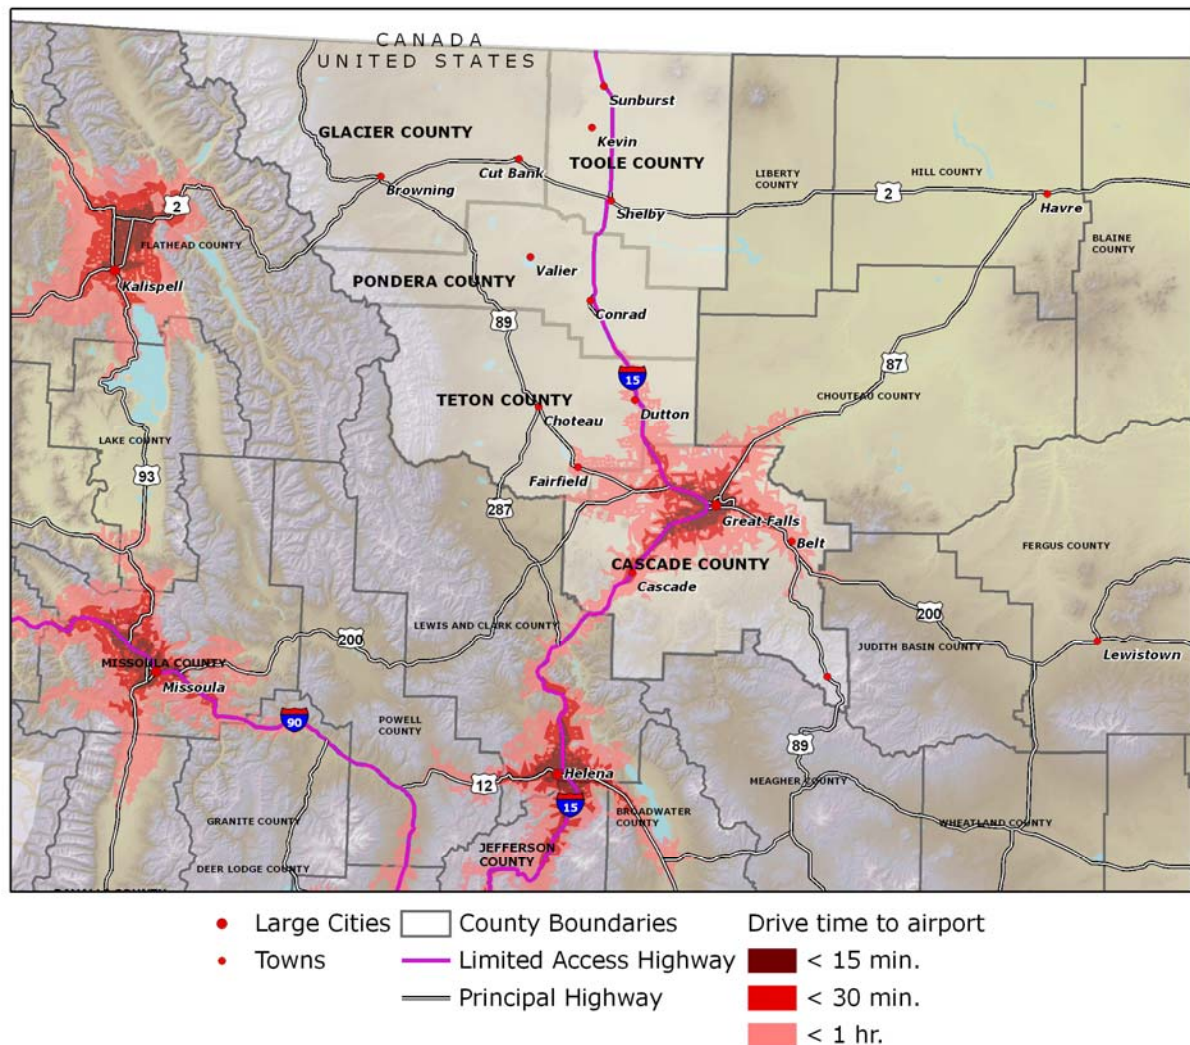 CANADA
UNITED STATES
Sunburst
GLACIER COUNTY
Kevin
TOOLE COUNTY
Cut Bank
Browning
LIBERTY
COUNTY
HILL COUNTY
2
2
Havre
Shelby
FLATHEAD COUNTY
BLAINE
COUNTY
Valier
PONDERA COUNTY
Kalispell
Conrad
89
87
15
TETON COUNTY
CHOUTEAU COUNTY
Dutton
Choteau
LAKE COUNTY
93
Fairfield
287
Great Falls
Belt
FERGUS COUNTY
CASCADE COUNTY
Cascade
200
LEWIS AND CLARK COUNTY
200
JUDITH BASIN COUNTY
Lewistown
MISSOULA COUNTY
Missoula
90
POWELL
COUNTY
89
Helena
12
MEAGHER COUNTY
15
BROADWATER
COUNTY
GRANITE COUNTY
WHEATLAND COUNTY
JEFFERSON
COUNTY
DEER LODGE COUNTY
Large Cities
County Boundaries
Drive time to airport
Towns
Limited Access Highway
< 15 min.
Principal Highway
< 30 min.
< 1 hr.